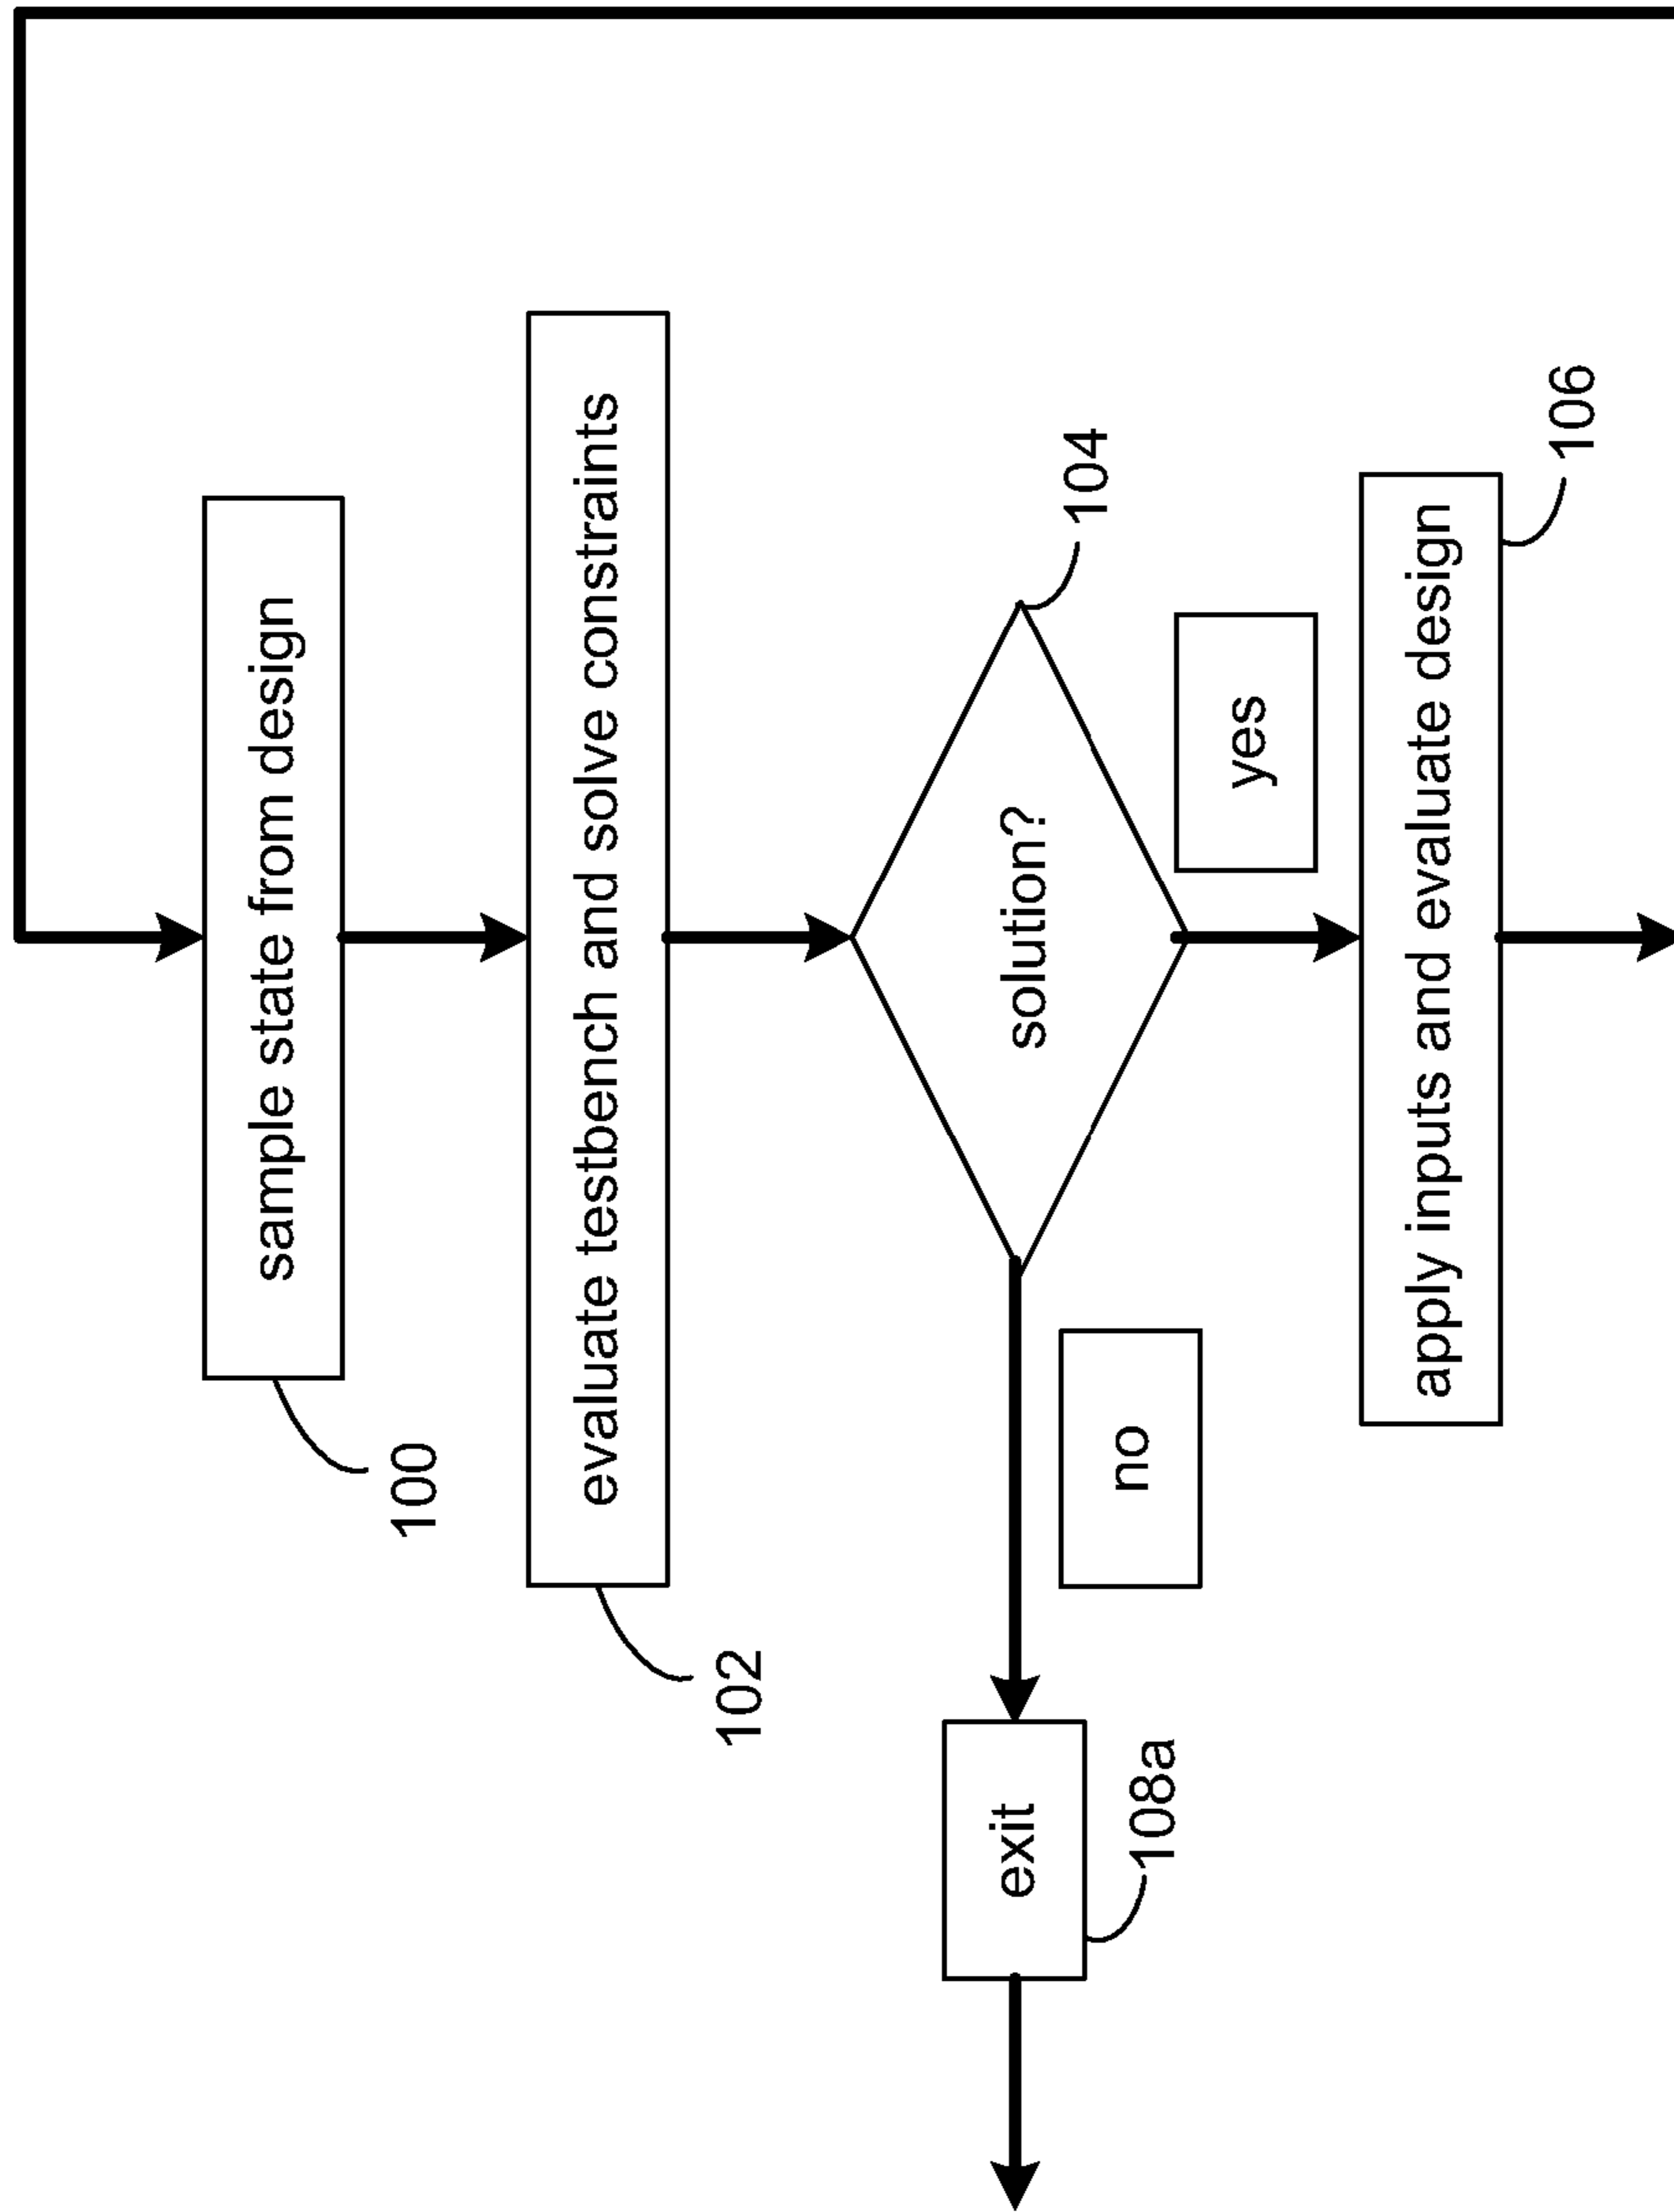 sample state from design
100
evaluate testbench and solve constraints
102
solution?
104
no
exit
108a
yes
apply inputs and evaluate design
106